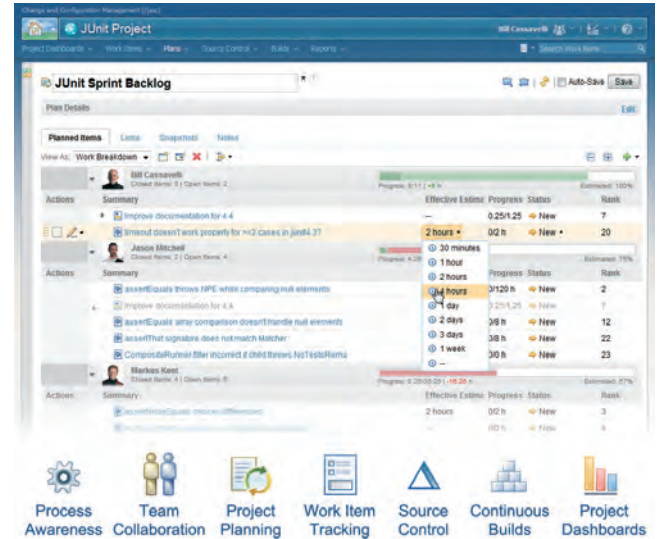 Change and Configuration Management (/jazz)
JUnit Project
Bill Cassavelli
Project Dashboards Work Items Plans Source Control Builds Reports
Search Work Items
JUnit Sprint Backlog
Auto-Save Save
Plan Details Edit
Planned Items Links Snapshots Notes
View As: Work Breakdown
Bill Cassavelli
Closed Items: 0 | Open Items: 2 Estimated: 100%
Actions Summary Effective Estima Progress Status Rank
Improve documentation for 4.4 -- 0.25/1.25 New 7
timeout doesn't work properly for >=2 cases in junit4.3? 2 hours 0/2 h New 20
Jason Mitchell
30 minutes
1 hour
2 hours
4 hours
1 day
2 days
3 days
1 week
--
Actions Summary Progress Status Rank
assertEquals throws NPE while comparing null elements 0/120 h New 2
Improve documentation for 4.4 New 7
assertEquals array comparison doesn't handle null elements New 12
assertThat signature does not match Matcher New 22
CompositeRunner.filter incorrect if child throws NoTestsRema New 23
Markus Kent
Actions Summary Effective Estima Progress Status Rank
2 hours 0/2 h New 3
Process Awareness
Team Collaboration
Project Planning
Work Item Tracking
Source Control
Continuous Builds
Project Dashboards